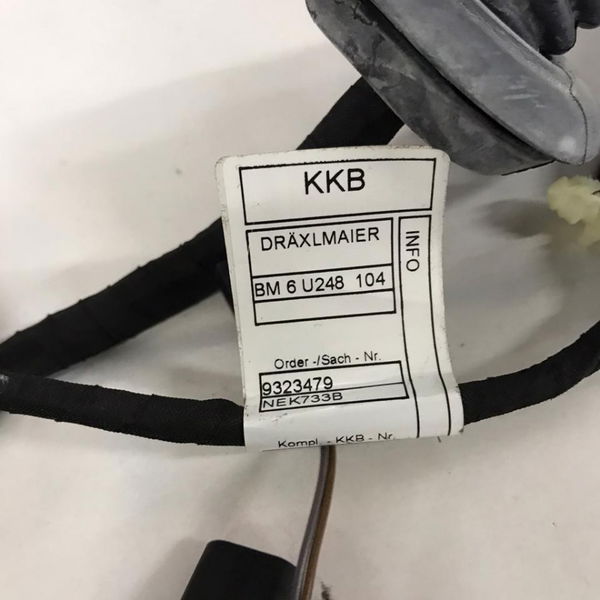 KKB
DRÄXLMAIER
INFO
BM 6 U248 104
Order -/Sach - Nr.
9323479
NEK733B
Kompl. - KKB - Nr.